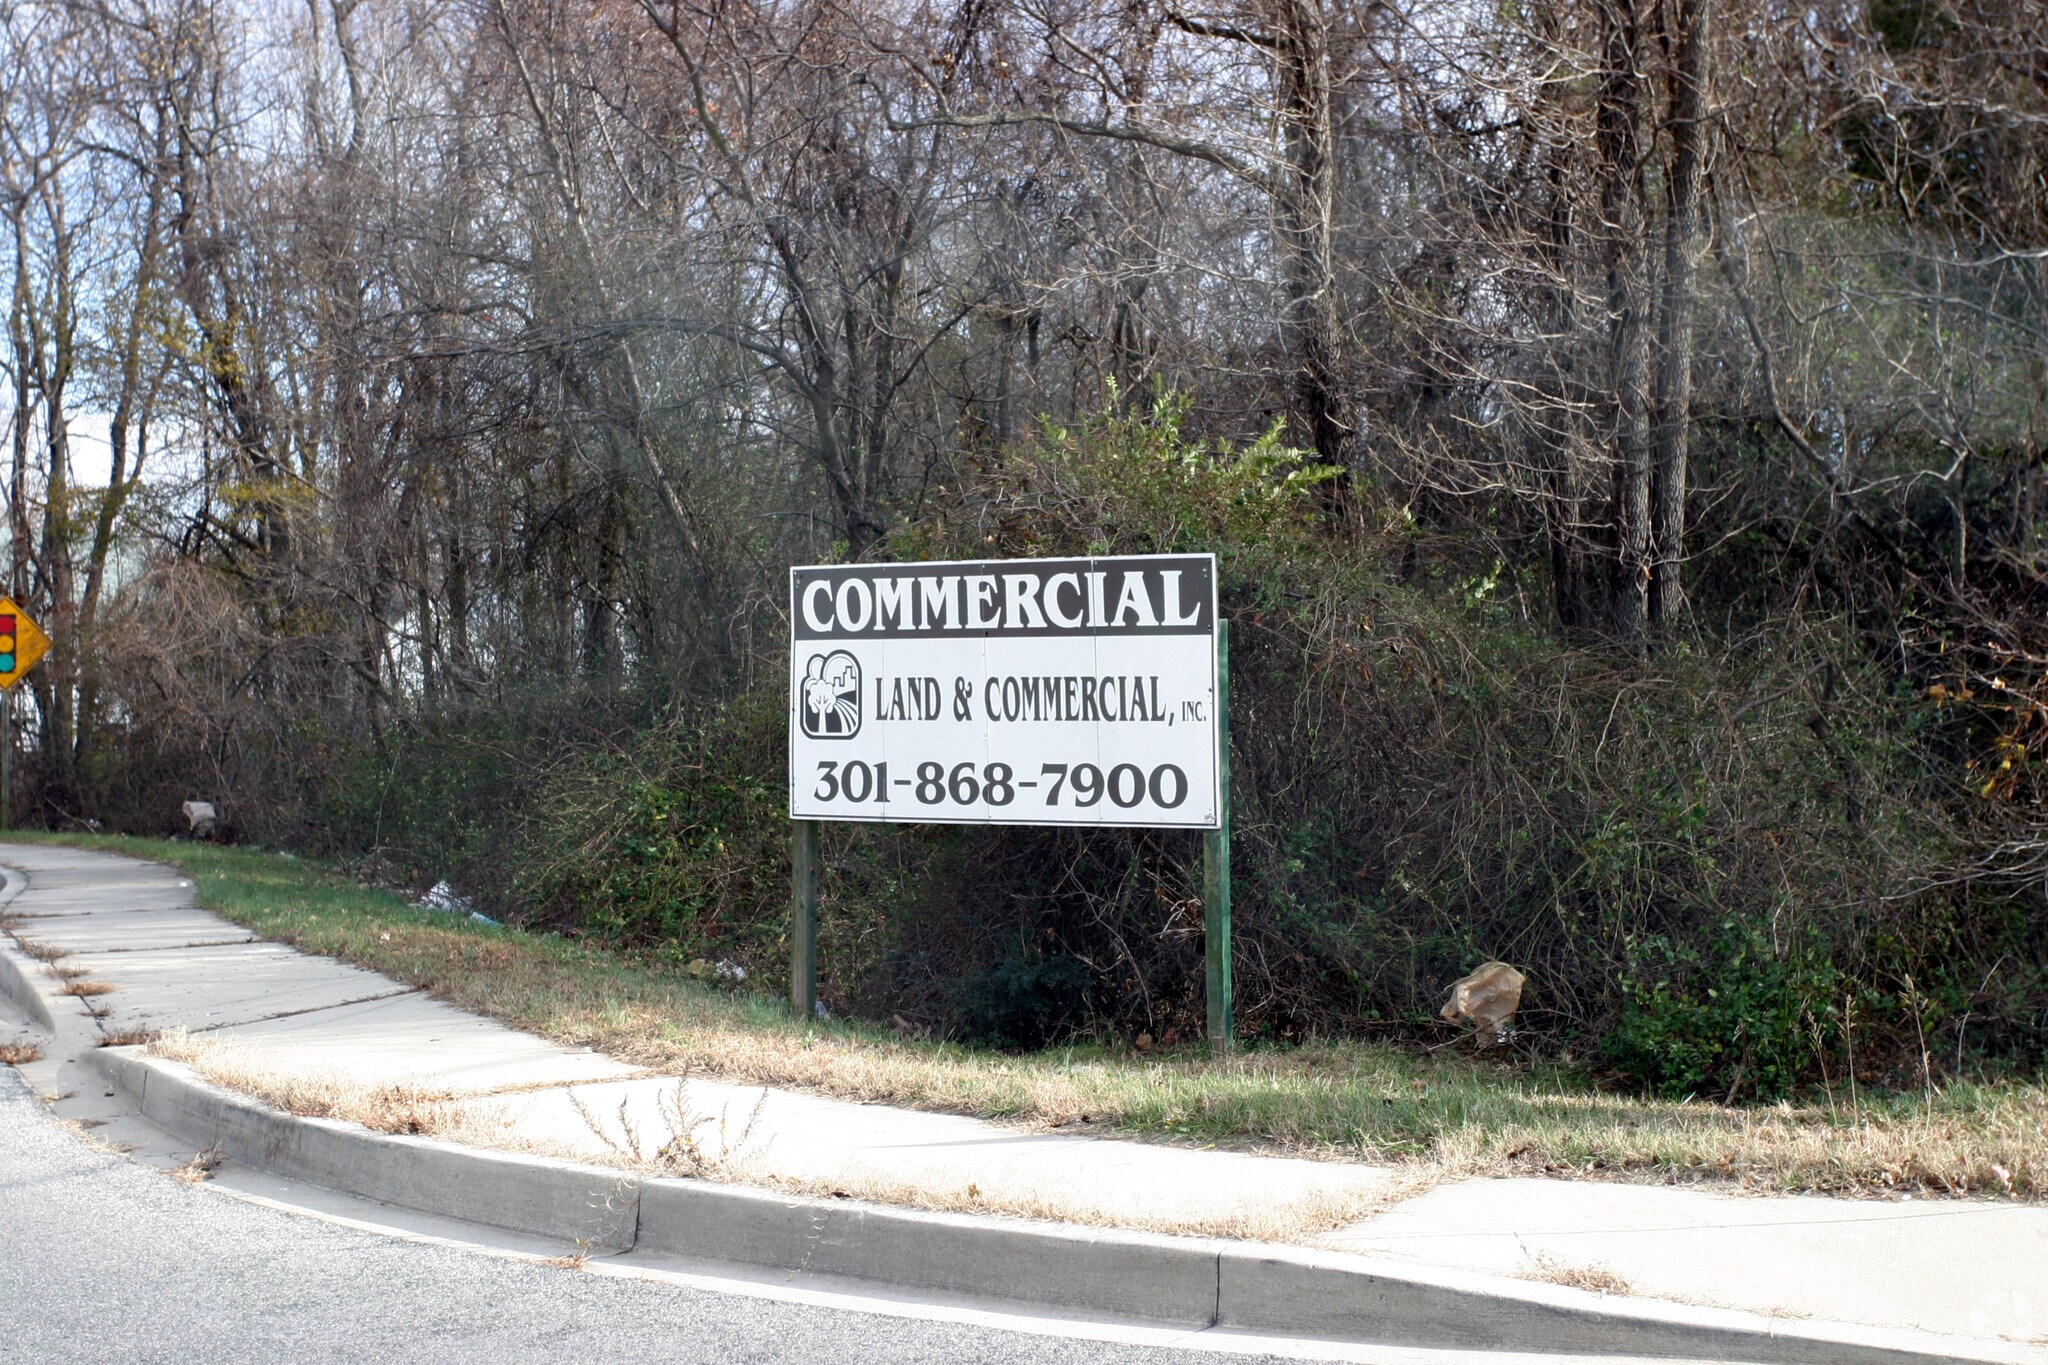 COMMERCIAL
LAND & COMMERCIAL, INC.
301-868-7900